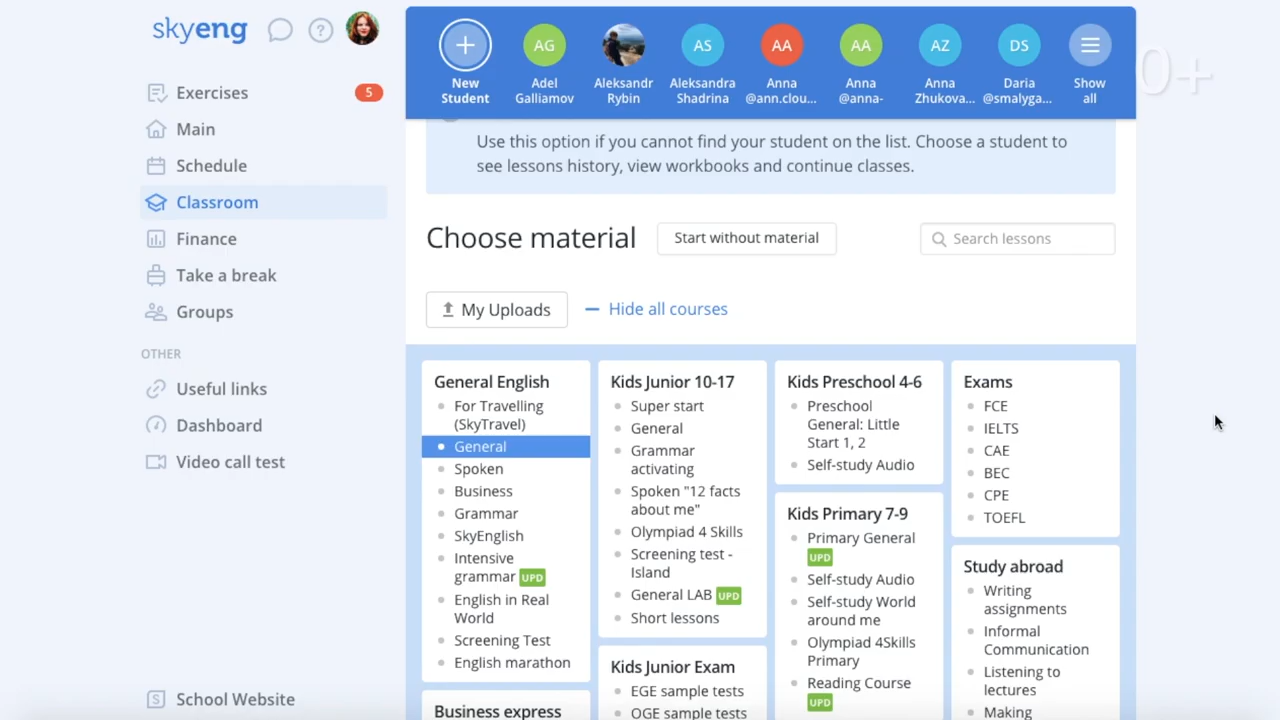 skyeng
?
Exercises
5
Main
Schedule
Classroom
Finance
Take a break
Groups
OTHER
Useful links
Dashboard
Video call test
S School Website
+
New
Student
AG
Adel
Galliamov
Aleksandr
Rybin
AS
Aleksandra
Shadrina
AA
Anna
@ann.clou...
AA
Anna
@anna-
AZ
Anna
Zhukova...
DS
Daria
@smalyga...
Show
all
0+
Use this option if you cannot find your student on the list. Choose a student to
see lessons history, view workbooks and continue classes.
Choose material
Start without material
Search lessons
My Uploads
Hide all courses
General English
For Travelling
(SkyTravel)
General
Spoken
Business
Grammar
SkyEnglish
Intensive
grammar UPD
English in Real
World
Screening Test
English marathon
Business express
Kids Junior 10-17
Super start
General
Grammar
activating
Spoken "12 facts
about me"
Olympiad 4 Skills
Screening test -
Island
General LAB UPD
Short lessons
Kids Junior Exam
EGE sample tests
OGE sample tests
Kids Preschool 4-6
Preschool
General: Little
Start 1, 2
Self-study Audio
Kids Primary 7-9
Primary General
UPD
Self-study Audio
Self-study World
around me
Olympiad 4Skills
Primary
Reading Course
UPD
Exams
FCE
IELTS
CAE
BEC
CPE
TOEFL
Study abroad
Writing
assignments
Informal
Communication
Listening to
lectures
Making